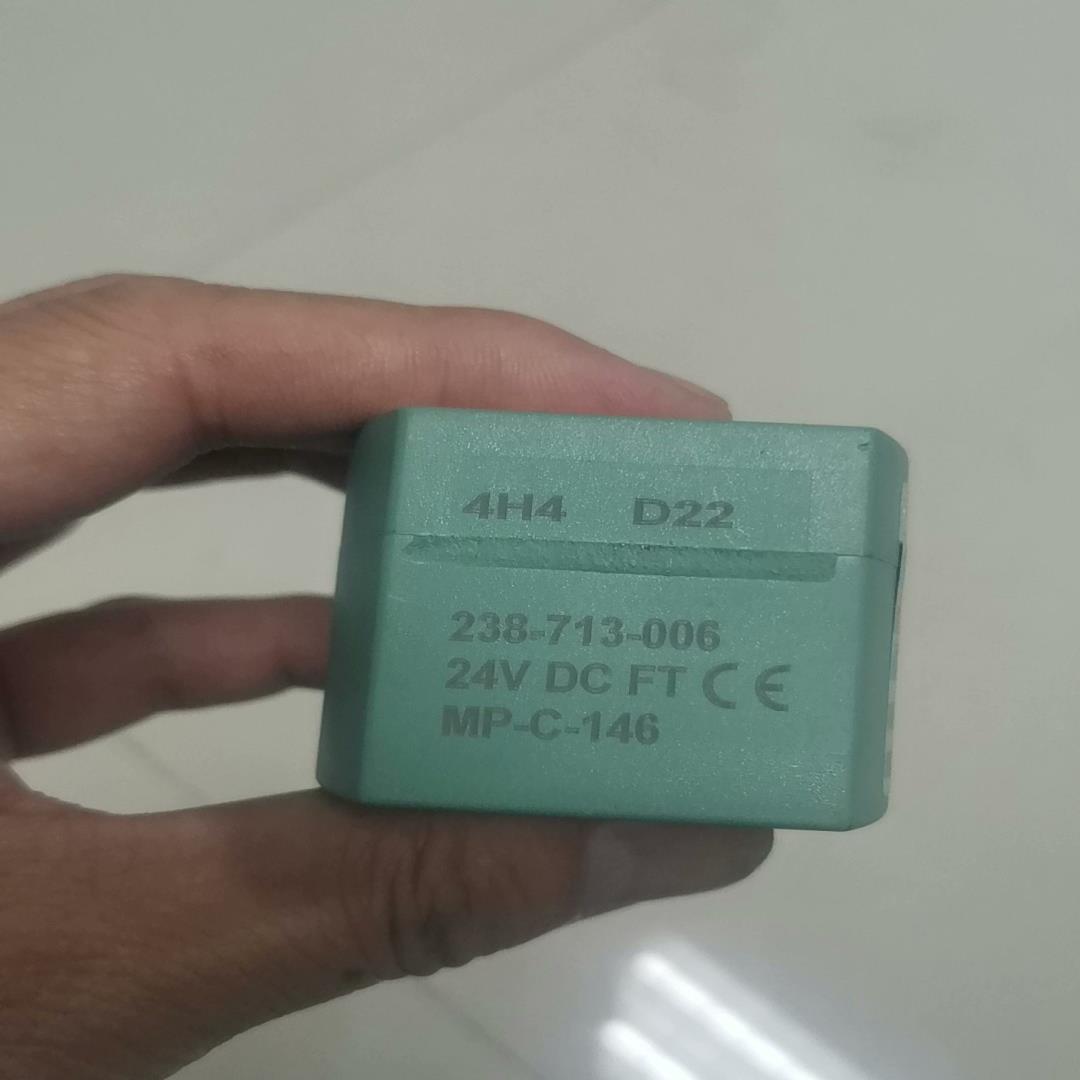 4H4 D22
238-713-006
24V DC FT CE
MP-C-146